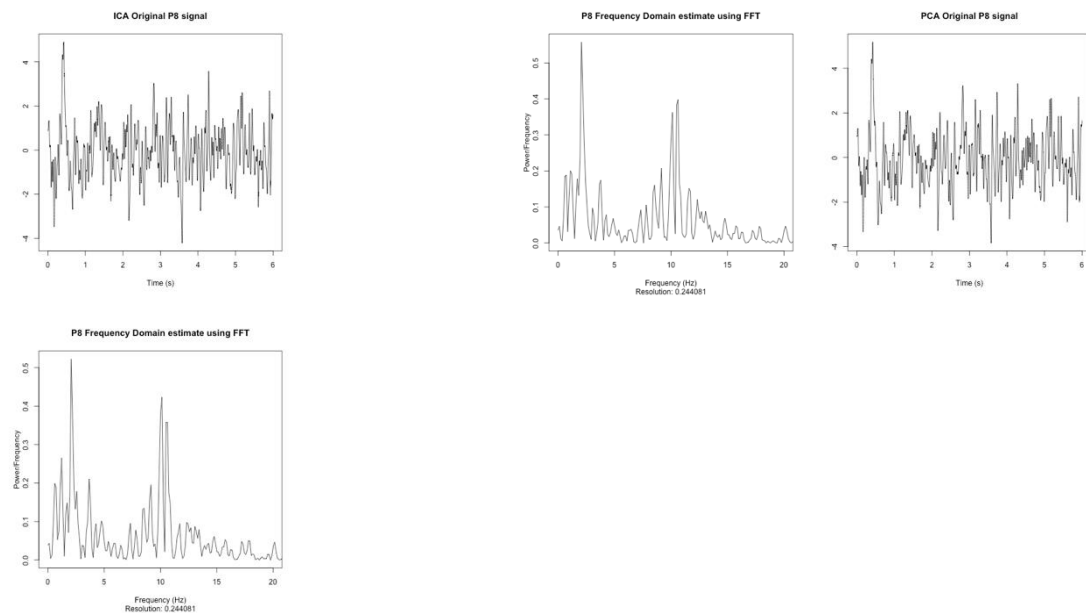 ICA Original P8 signal
4
2
0
-2
-4
0 1 2 3 4 5 6
Time (s)
P8 Frequency Domain estimate using FFT
Power/Frequency
0.5
0.4
0.3
0.2
0.1
0.0
0 5 10 15 20
Frequency (Hz)
Resolution: 0.244081
PCA Original P8 signal
4
2
0
-2
-4
0 1 2 3 4 5 6
Time (s)
P8 Frequency Domain estimate using FFT
Power/Frequency
0.5
0.4
0.3
0.2
0.1
0.0
0 5 10 15 20
Frequency (Hz)
Resolution: 0.244081